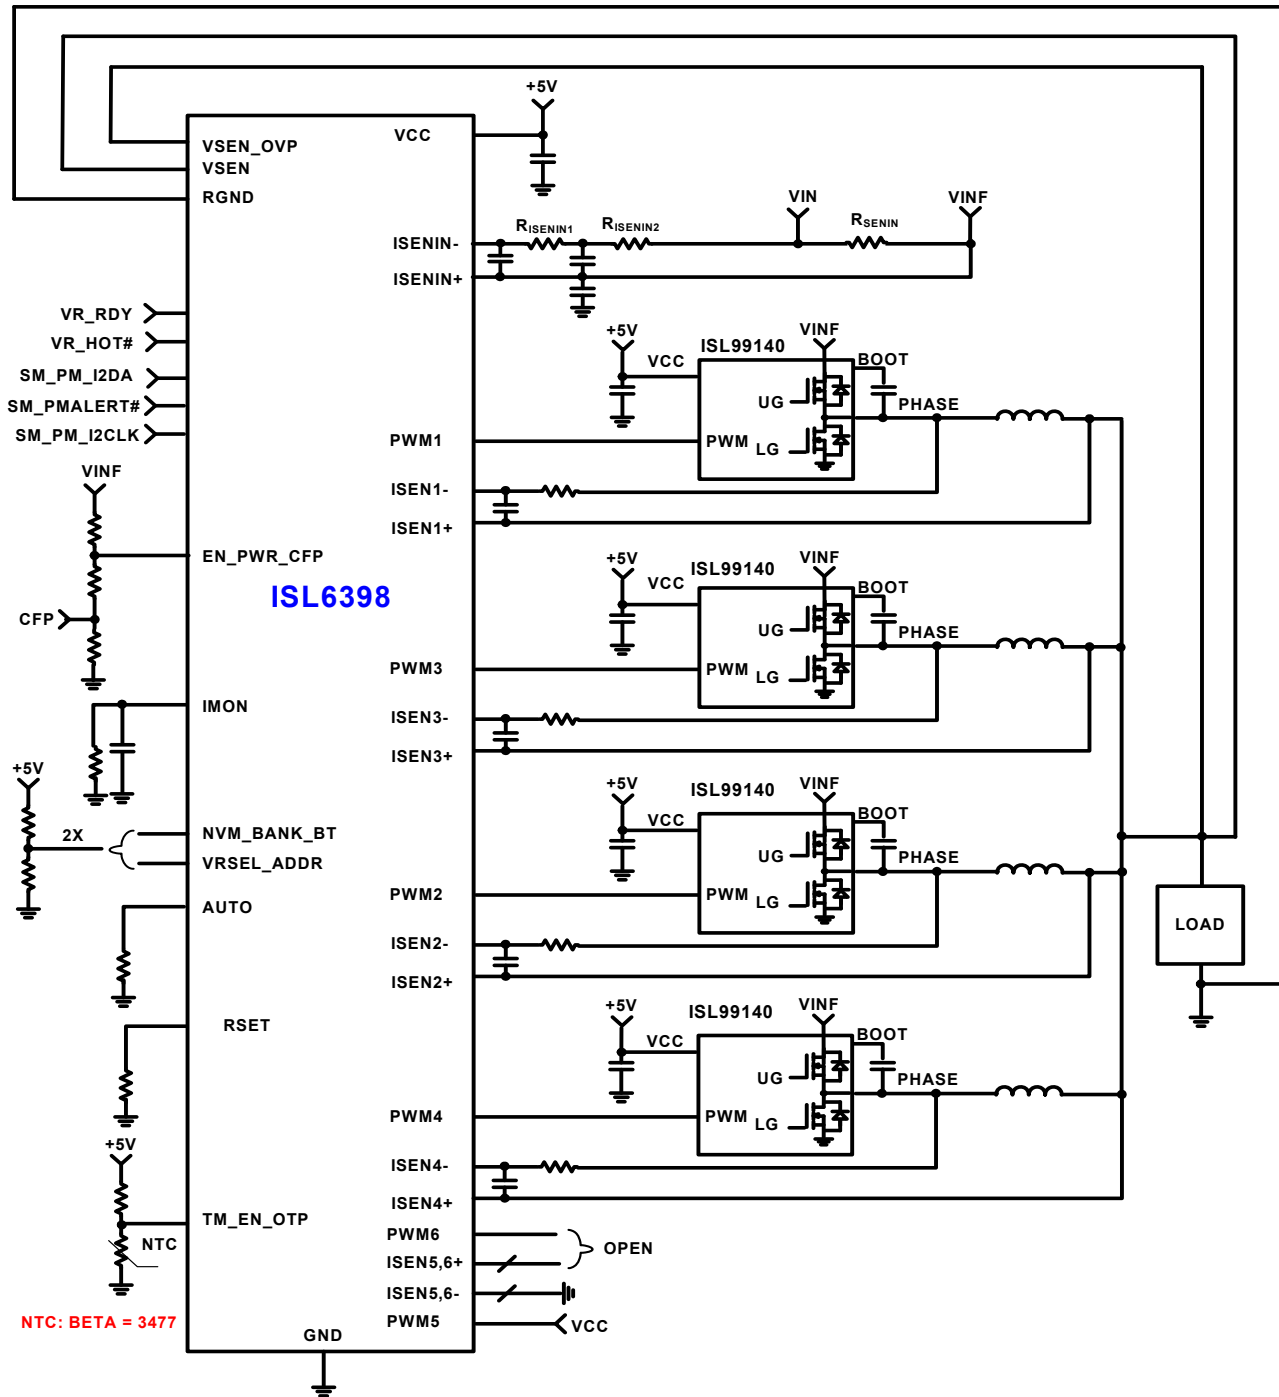 +5V
VSEN_OVP
VCC
VSEN
RGND
VIN
VINF
RISENIN1
RISENIN2
RSENIN
ISENIN-
ISENIN+
VR_RDY
VR_HOT#
SM_PM_I2DA
SM_PMALERT#
SM_PM_I2CLK
+5V
ISL99140
VINF
VCC
BOOT
UG
PHASE
PWM1
PWM
LG
ISEN1-
ISEN1+
VINF
EN_PWR_CFP
ISL6398
CFP
+5V
ISL99140
VINF
VCC
BOOT
UG
PHASE
PWM3
PWM
LG
ISEN3-
ISEN3+
IMON
+5V
2X
NVM_BANK_BT
VRSEL_ADDR
AUTO
+5V
ISL99140
VINF
VCC
BOOT
UG
PHASE
PWM2
PWM
LG
ISEN2-
ISEN2+
LOAD
RSET
+5V
ISL99140
VINF
VCC
BOOT
UG
PHASE
PWM4
PWM
LG
ISEN4-
ISEN4+
+5V
TM_EN_OTP
NTC
PWM6
ISEN5,6+
OPEN
ISEN5,6-
PWM5
VCC
NTC: BETA = 3477
GND